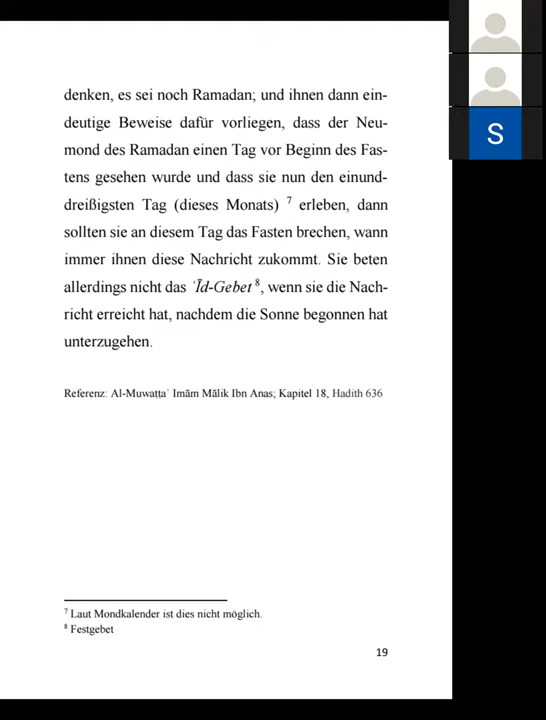 denken, es sei noch Ramadan; und ihnen dann ein-
deutige Beweise dafür vorliegen, dass der Neu-
mond des Ramadan einen Tag vor Beginn des Fas-
tens gesehen wurde und dass sie nun den einund-
dreißigsten Tag (dieses Monats) ⁷ erleben, dann
sollten sie an diesem Tag das Fasten brechen, wann
immer ihnen diese Nachricht zukommt. Sie beten
allerdings nicht das ʿĪd-Gebet ⁸, wenn sie die Nach-
richt erreicht hat, nachdem die Sonne begonnen hat
unterzugehen.
Referenz: Al-Muwaṭṭaʾ Imām Mālik Ibn Anas; Kapitel 18, Hadith 636
⁷ Laut Mondkalender ist dies nicht möglich.
⁸ Festgebet
19
S